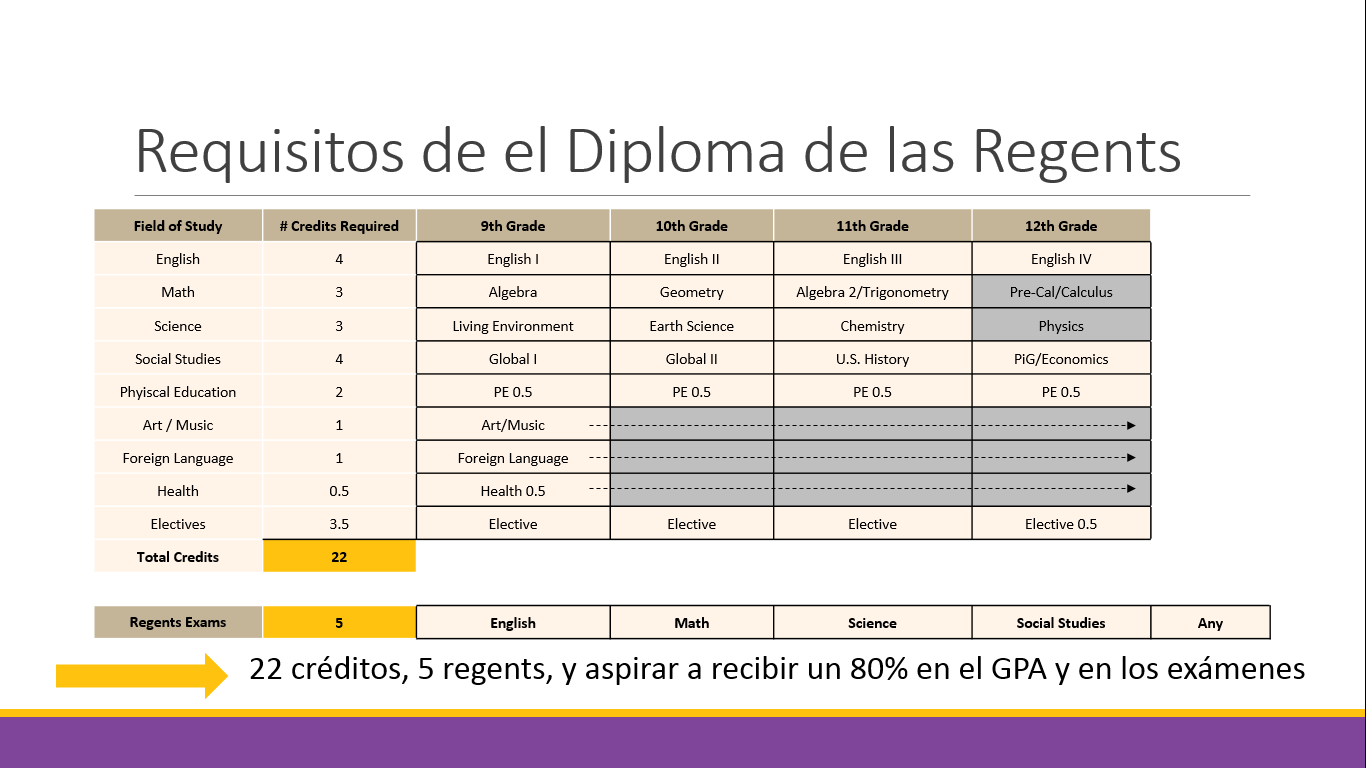 Requisitos de el Diploma de las Regents
Field of Study # Credits Required 9th Grade 10th Grade 11th Grade 12th Grade
English 4 English I English II English III English IV
Math 3 Algebra Geometry Algebra 2/Trigonometry Pre-Cal/Calculus
Science 3 Living Environment Earth Science Chemistry Physics
Social Studies 4 Global I Global II U.S. History PiG/Economics
Phyiscal Education 2 PE 0.5 PE 0.5 PE 0.5 PE 0.5
Art / Music 1 Art/Music
Foreign Language 1 Foreign Language
Health 0.5 Health 0.5
Electives 3.5 Elective Elective Elective Elective 0.5
Total Credits 22
Regents Exams 5 English Math Science Social Studies Any
22 créditos, 5 regents, y aspirar a recibir un 80% en el GPA y en los exámenes